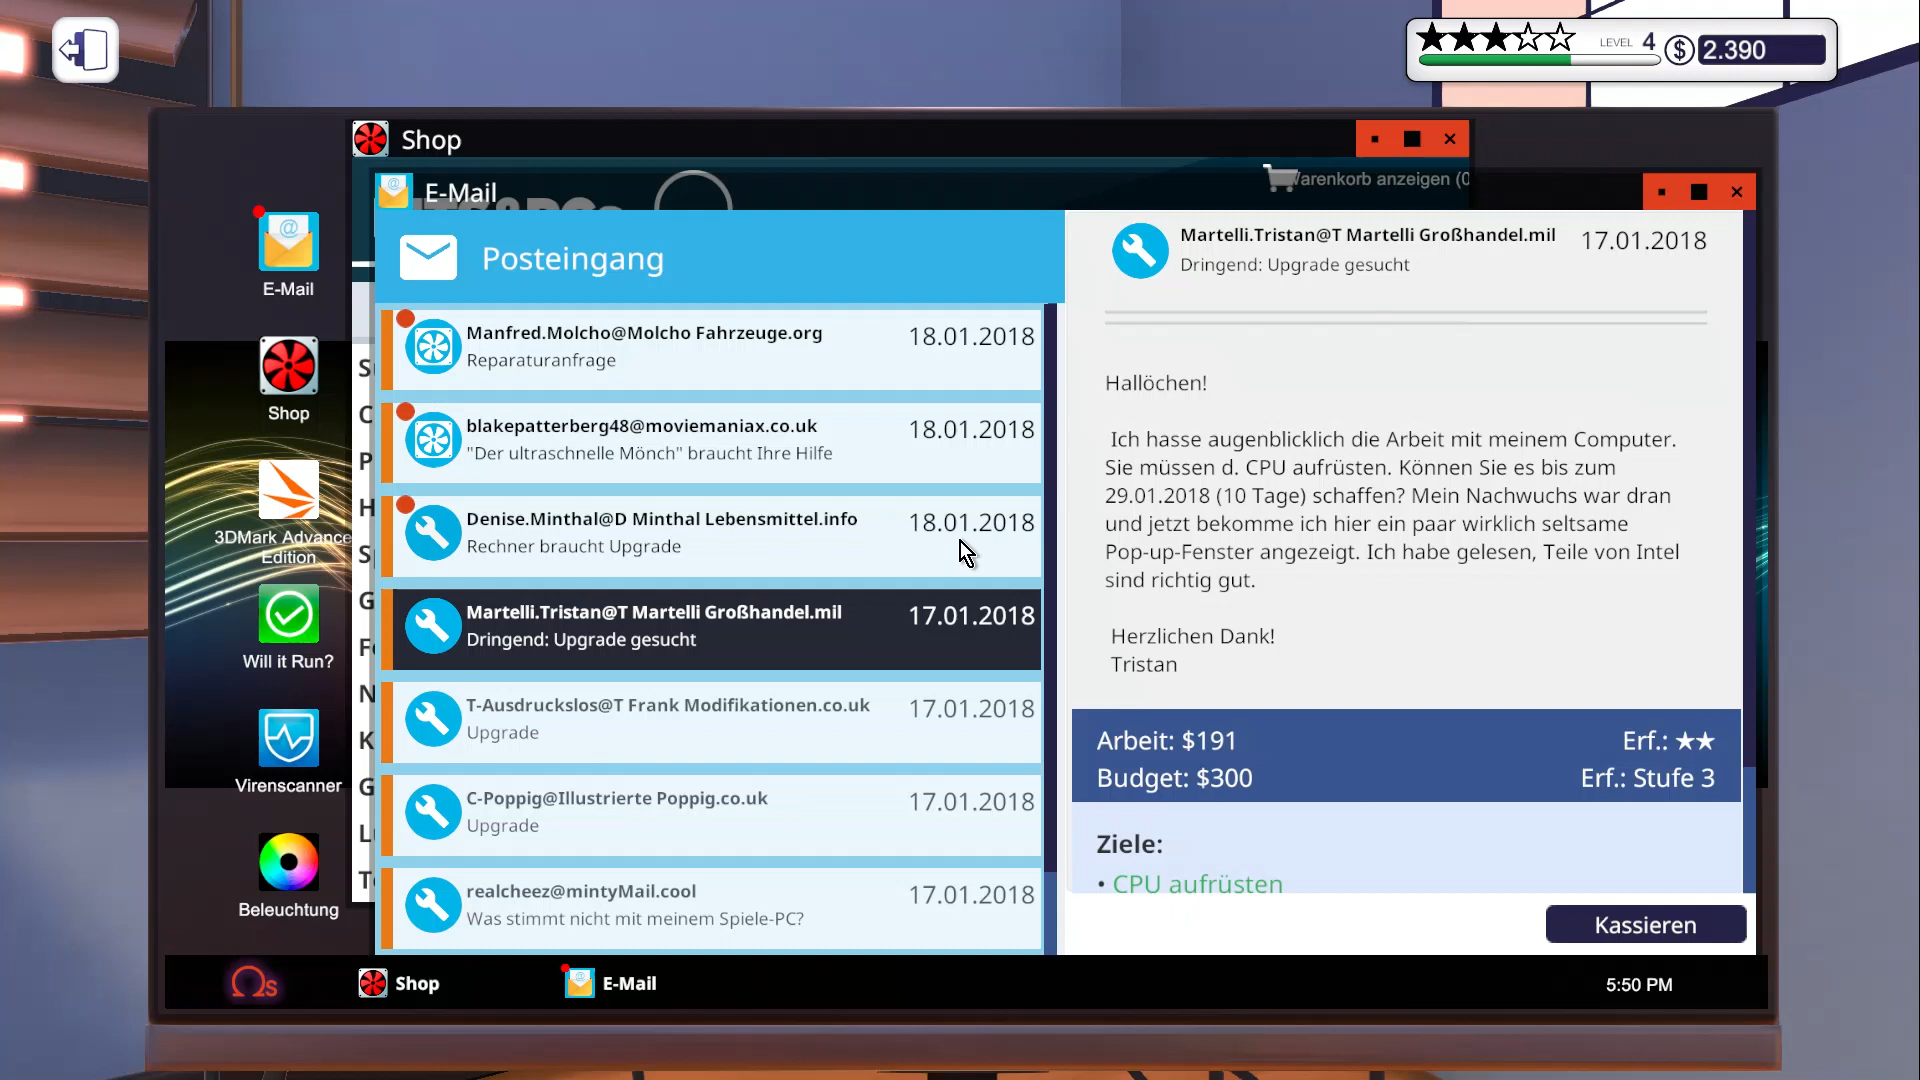 LEVEL 4
$ 2.390
Shop
Warenkorb anzeigen (0
E-Mail
E-Mail
Shop
3DMark Advance
Edition
Will it Run?
Virenscanner
Beleuchtung
Posteingang
Manfred.Molcho@Molcho Fahrzeuge.org 18.01.2018
Reparaturanfrage
blakepatterberg48@moviemaniax.co.uk 18.01.2018
"Der ultraschnelle Mönch" braucht Ihre Hilfe
Denise.Minthal@D Minthal Lebensmittel.info 18.01.2018
Rechner braucht Upgrade
Martelli.Tristan@T Martelli Großhandel.mil 17.01.2018
Dringend: Upgrade gesucht
T-Ausdruckslos@T Frank Modifikationen.co.uk 17.01.2018
Upgrade
C-Poppig@Illustrierte Poppig.co.uk 17.01.2018
Upgrade
realcheez@mintyMail.cool 17.01.2018
Was stimmt nicht mit meinem Spiele-PC?
Martelli.Tristan@T Martelli Großhandel.mil 17.01.2018
Dringend: Upgrade gesucht
Hallöchen!
Ich hasse augenblicklich die Arbeit mit meinem Computer.
Sie müssen d. CPU aufrüsten. Können Sie es bis zum
29.01.2018 (10 Tage) schaffen? Mein Nachwuchs war dran
und jetzt bekomme ich hier ein paar wirklich seltsame
Pop-up-Fenster angezeigt. Ich habe gelesen, Teile von Intel
sind richtig gut.
Herzlichen Dank!
Tristan
Arbeit: $191 Erf.: ★★
Budget: $300 Erf.: Stufe 3
Ziele:
• CPU aufrüsten
Kassieren
Ωs Shop E-Mail 5:50 PM